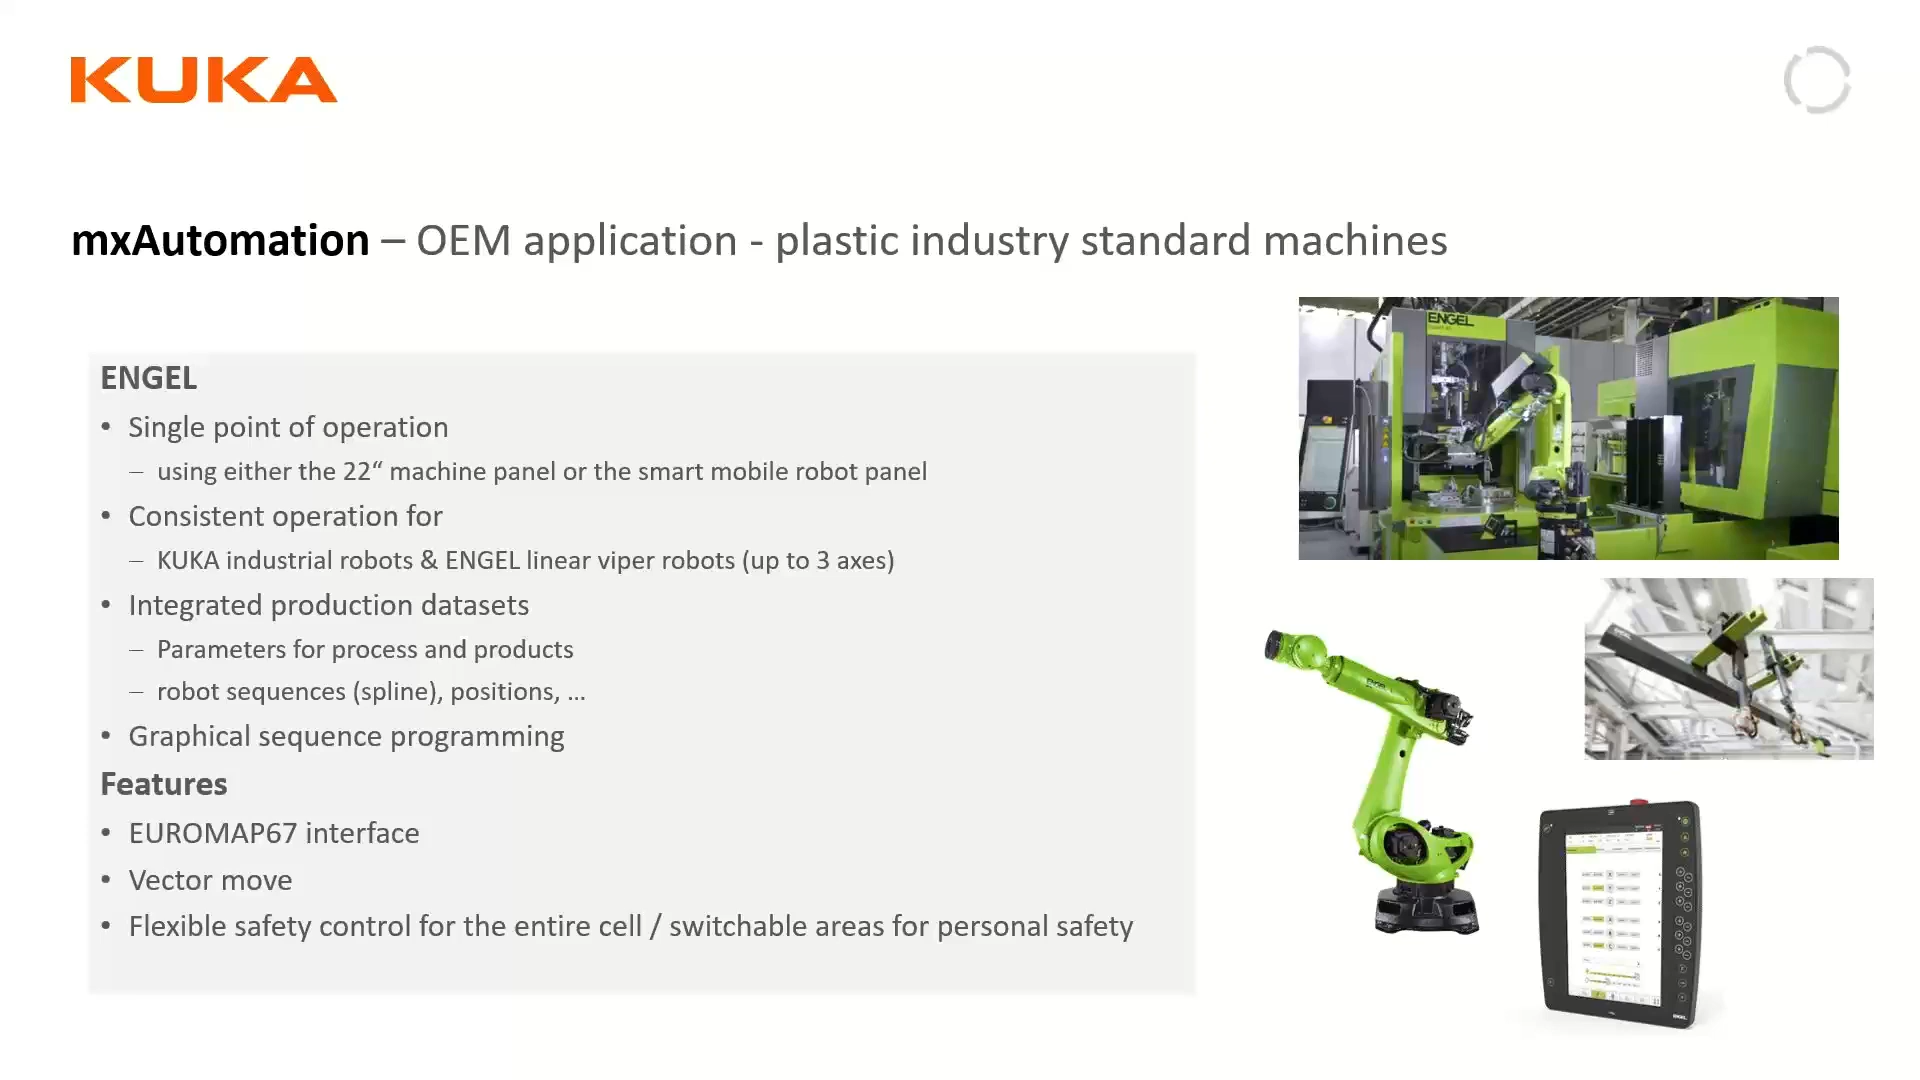 KUKA
mxAutomation – OEM application - plastic industry standard machines
ENGEL
• Single point of operation
– using either the 22“ machine panel or the smart mobile robot panel
• Consistent operation for
– KUKA industrial robots & ENGEL linear viper robots (up to 3 axes)
• Integrated production datasets
– Parameters for process and products
– robot sequences (spline), positions, ...
• Graphical sequence programming
Features
• EUROMAP67 interface
• Vector move
• Flexible safety control for the entire cell / switchable areas for personal safety
ENGEL
ENGEL
ENGEL